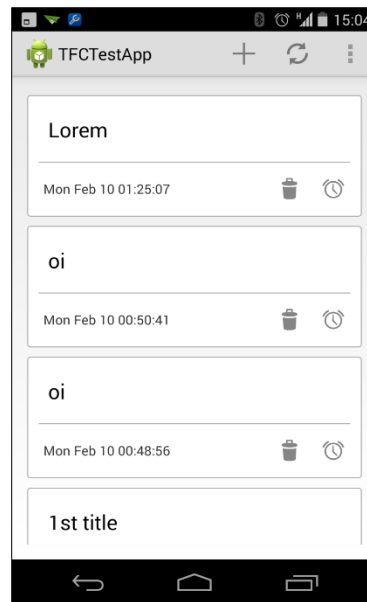 15:04
TFCTestApp
Lorem
Mon Feb 10 01:25:07
oi
Mon Feb 10 00:50:41
oi
Mon Feb 10 00:48:56
1st title